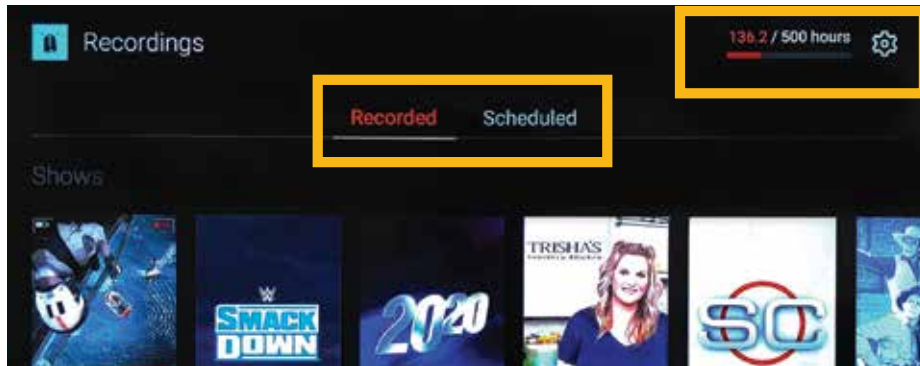 Recordings
136.2 / 500 hours
Recorded Scheduled
Shows
TRISHA'S
W
SMACK
DOWN
2020
SC